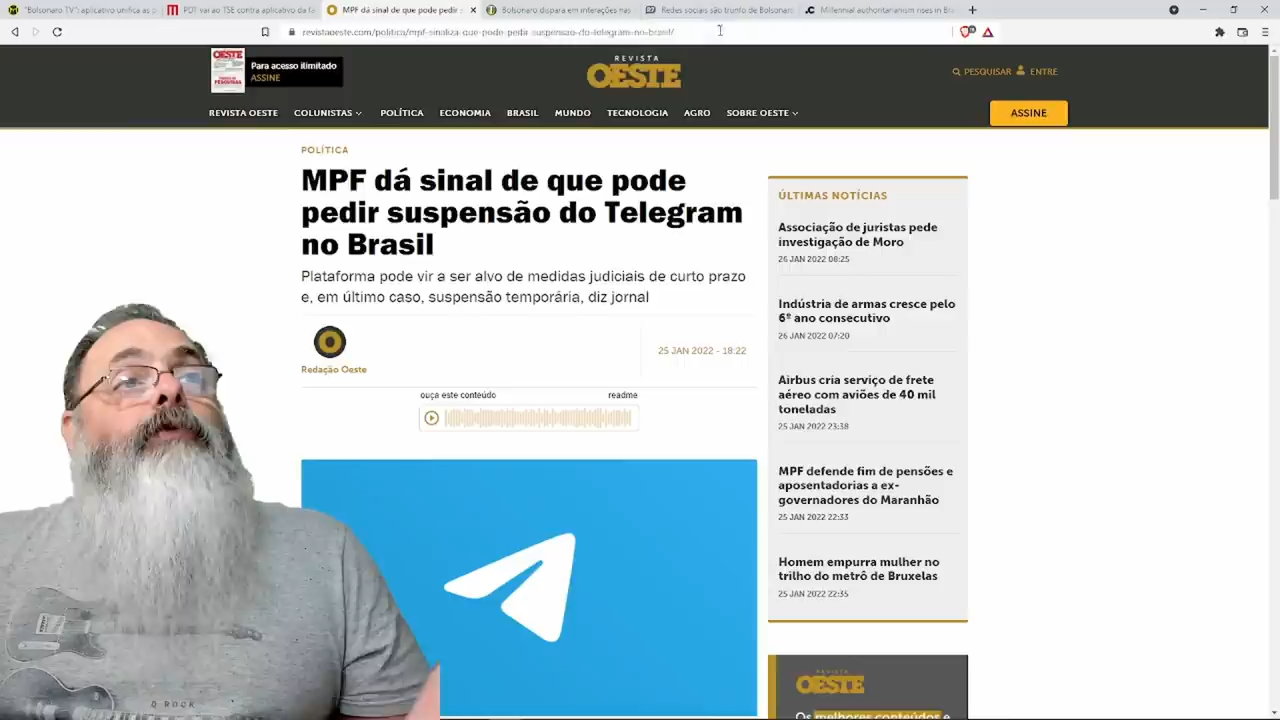 "Bolsonaro TV": aplicativo unifica as p
PDT vai ao TSE contra aplicativo da fa
MPF dá sinal de que pode pedir s
Bolsonaro dispara em interações nas
Redes sociais são trunfo de Bolsonaro
Millenial authoritarianism rises in Br
revistaoeste.com/politica/mpf-sinaliza-que-pode-pedir-suspensao-do-telegram-no-brasil/
OESTE
Para acesso ilimitado
ASSINE
REVISTA
OESTE
PESQUISAR
ENTRE
REVISTA OESTE
COLUNISTAS
POLÍTICA
ECONOMIA
BRASIL
MUNDO
TECNOLOGIA
AGRO
SOBRE OESTE
ASSINE
POLÍTICA
MPF dá sinal de que pode
pedir suspensão do Telegram
no Brasil
Plataforma pode vir a ser alvo de medidas judiciais de curto prazo
e, em último caso, suspensão temporária, diz jornal
Redação Oeste
25 JAN 2022 - 18:22
ouça este conteúdo
readme
ÚLTIMAS NOTÍCIAS
Associação de juristas pede
investigação de Moro
26 JAN 2022 08:25
Indústria de armas cresce pelo
6º ano consecutivo
26 JAN 2022 07:20
Airbus cria serviço de frete
aéreo com aviões de 40 mil
toneladas
25 JAN 2022 23:38
MPF defende fim de pensões e
aposentadorias a ex-
governadores do Maranhão
25 JAN 2022 22:33
Homem empurra mulher no
trilho do metrô de Bruxelas
25 JAN 2022 22:35
REVISTA
OESTE
Os melhores conteúdos e
ROCK